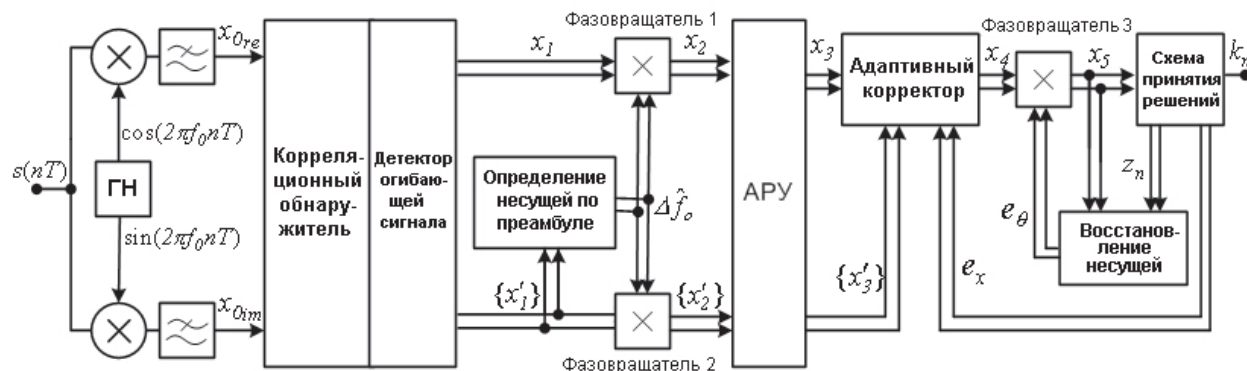 s(nT)
ГН
cos(2πf₀nT)
sin(2πf₀nT)
x₀ᵣₑ
x₀ᵢₘ
Корреля-
ционный
обнару-
житель
Детектор
огибаю-
щей
сигнала
x₁
{x′₁}
Определение
несущей по
преамбуле
Фазовращатель 1
Δf̂ₒ
Фазовращатель 2
x₂
{x′₂}
АРУ
x₃
{x′₃}
Адаптивный
корректор
eₓ
x₄
Фазовращатель 3
x₅
e_θ
Схема
принятия
решений
kₙ
zₙ
Восстанов-
ление
несущей